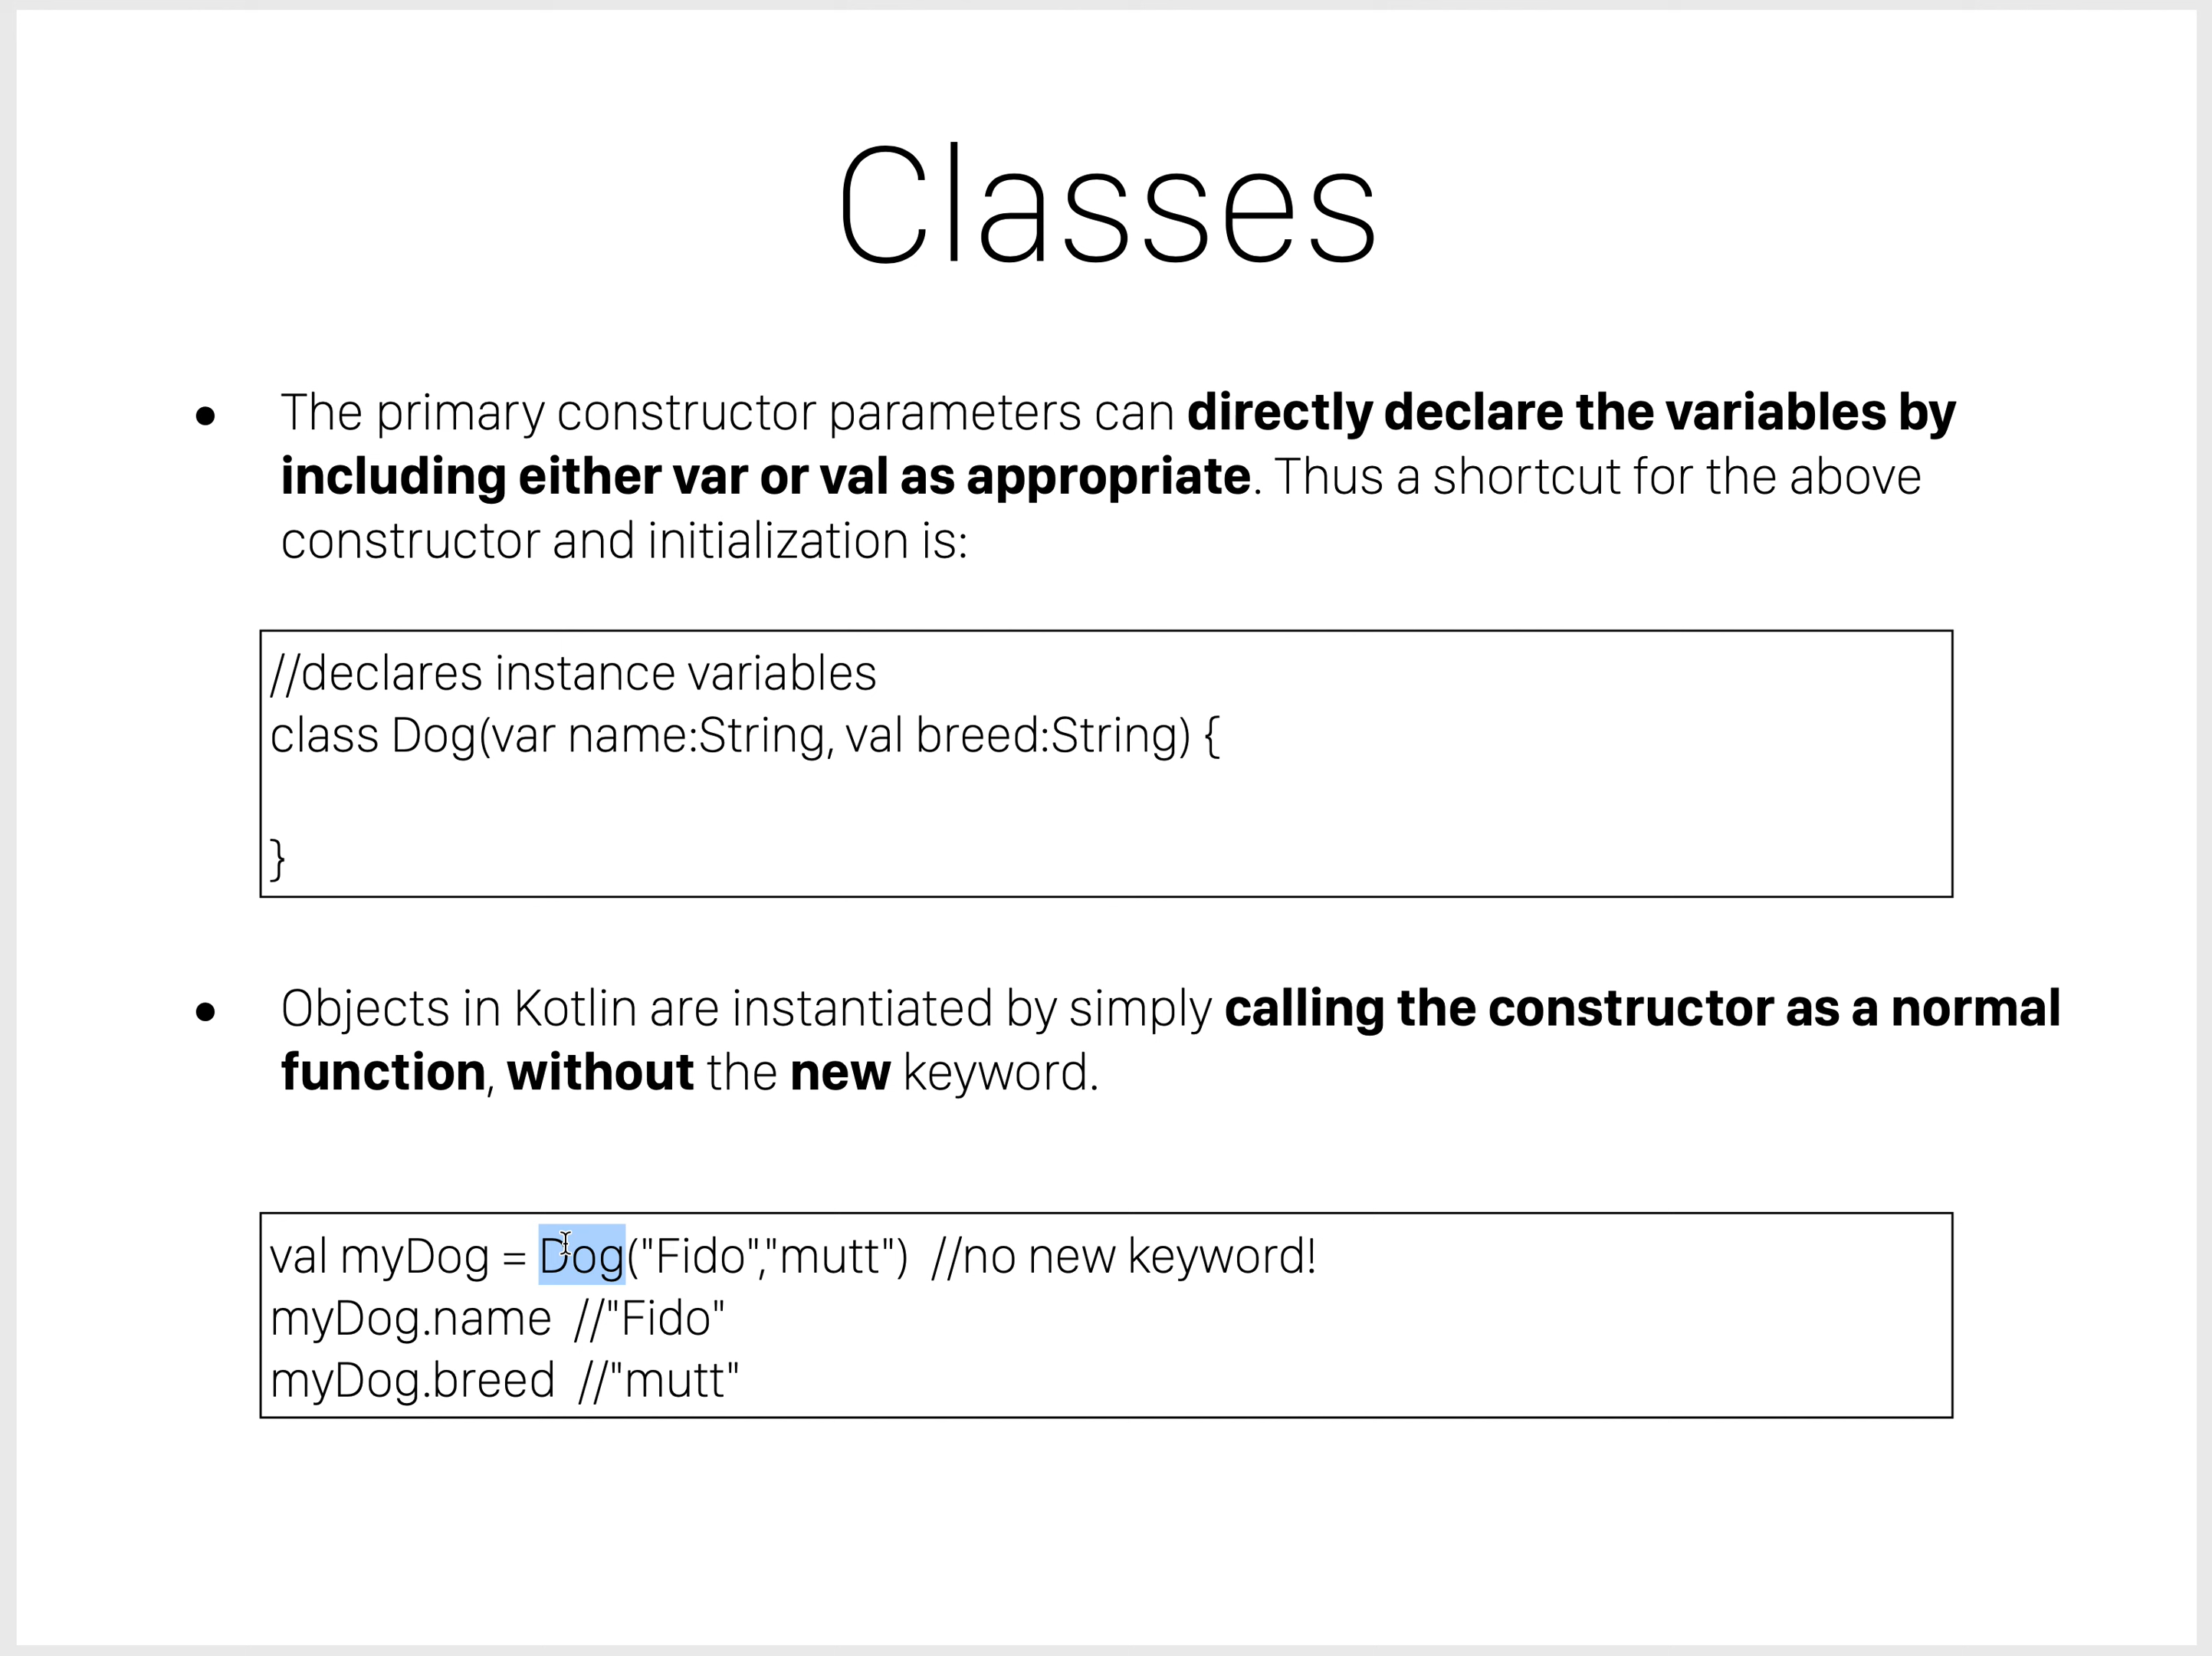 Classes
● The primary constructor parameters can directly declare the variables by
including either var or val as appropriate. Thus a shortcut for the above
constructor and initialization is:
//declares instance variables
class Dog(var name:String, val breed:String) {
}
● Objects in Kotlin are instantiated by simply calling the constructor as a normal
function, without the new keyword.
val myDog = Dog("Fido","mutt") //no new keyword!
myDog.name //"Fido"
myDog.breed //"mutt"